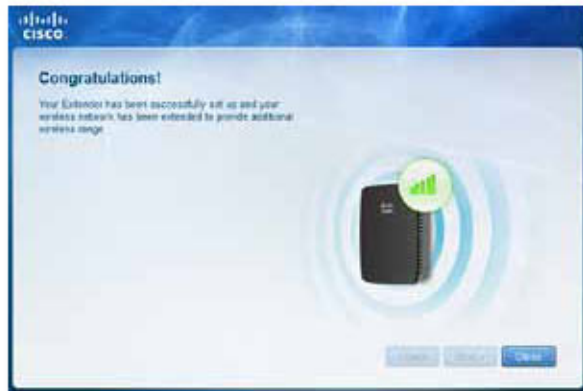 CISCO
Congratulations!
Your Extender has been successfully set up and your
wireless network has been extended to provide additional
wireless range
Close